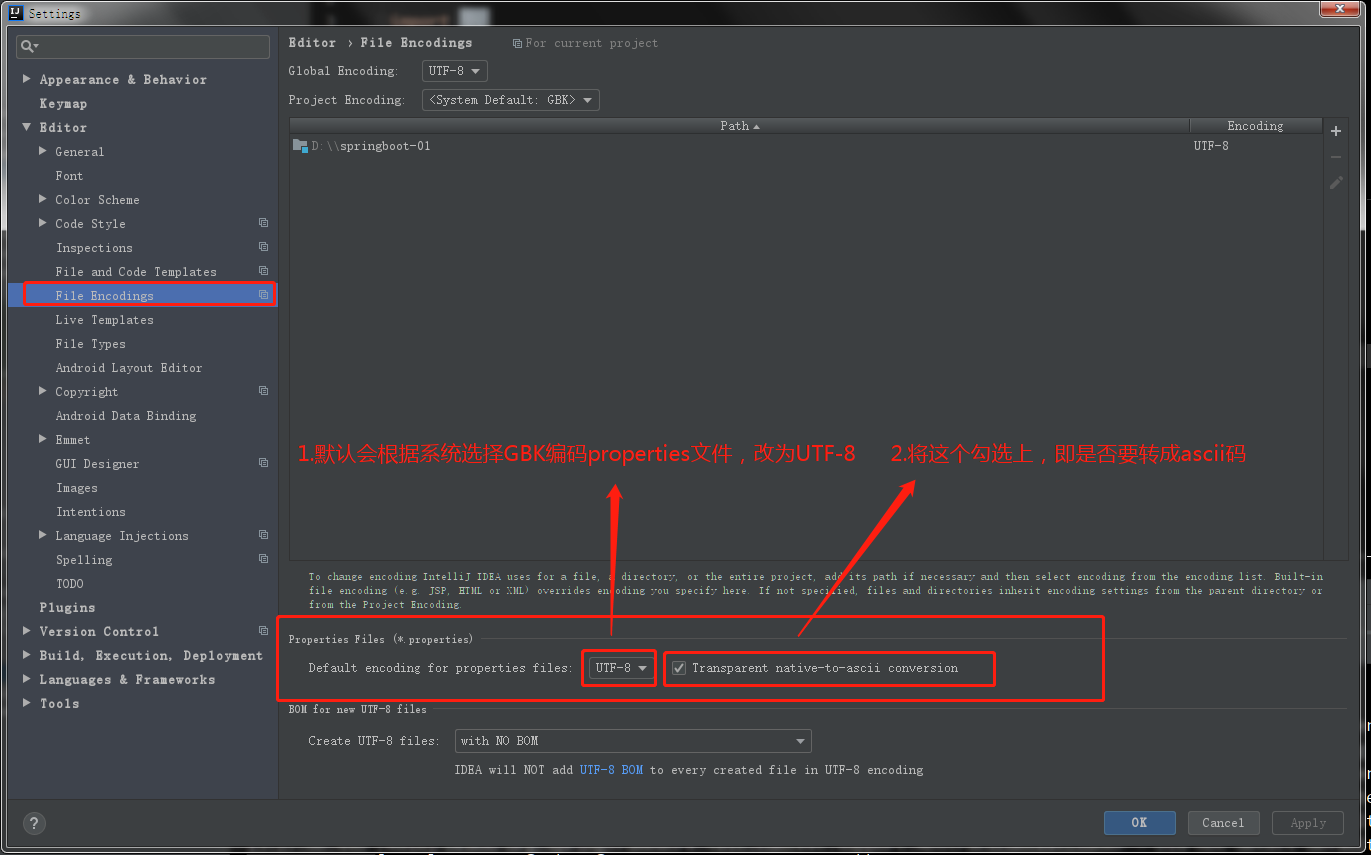 Settings
import
Editor › File Encodings
For current project
Global Encoding:
UTF-8
Project Encoding:
<System Default: GBK>
Path
Encoding
D:\\springboot-01
UTF-8
Appearance & Behavior
Keymap
Editor
General
Font
Color Scheme
Code Style
Inspections
File and Code Templates
File Encodings
Live Templates
File Types
Android Layout Editor
Copyright
Android Data Binding
Emmet
GUI Designer
Images
Intentions
Language Injections
Spelling
TODO
Plugins
Version Control
Build, Execution, Deployment
Languages & Frameworks
Tools
1.默认会根据系统选择GBK编码properties文件，改为UTF-8
2.将这个勾选上，即是否要转成ascii码
To change encoding IntelliJ IDEA uses for a file, a directory, or the entire project, add its path if necessary and then select encoding from the encoding list. Built-in
file encoding (e.g. JSP, HTML or XML) overrides encoding you specify here. If not specified, files and directories inherit encoding settings from the parent directory or
from the Project Encoding.
Properties Files (*.properties)
Default encoding for properties files:
UTF-8
Transparent native-to-ascii conversion
BOM for new UTF-8 files
Create UTF-8 files:
with NO BOM
IDEA will NOT add UTF-8 BOM to every created file in UTF-8 encoding
?
OK
Cancel
Apply